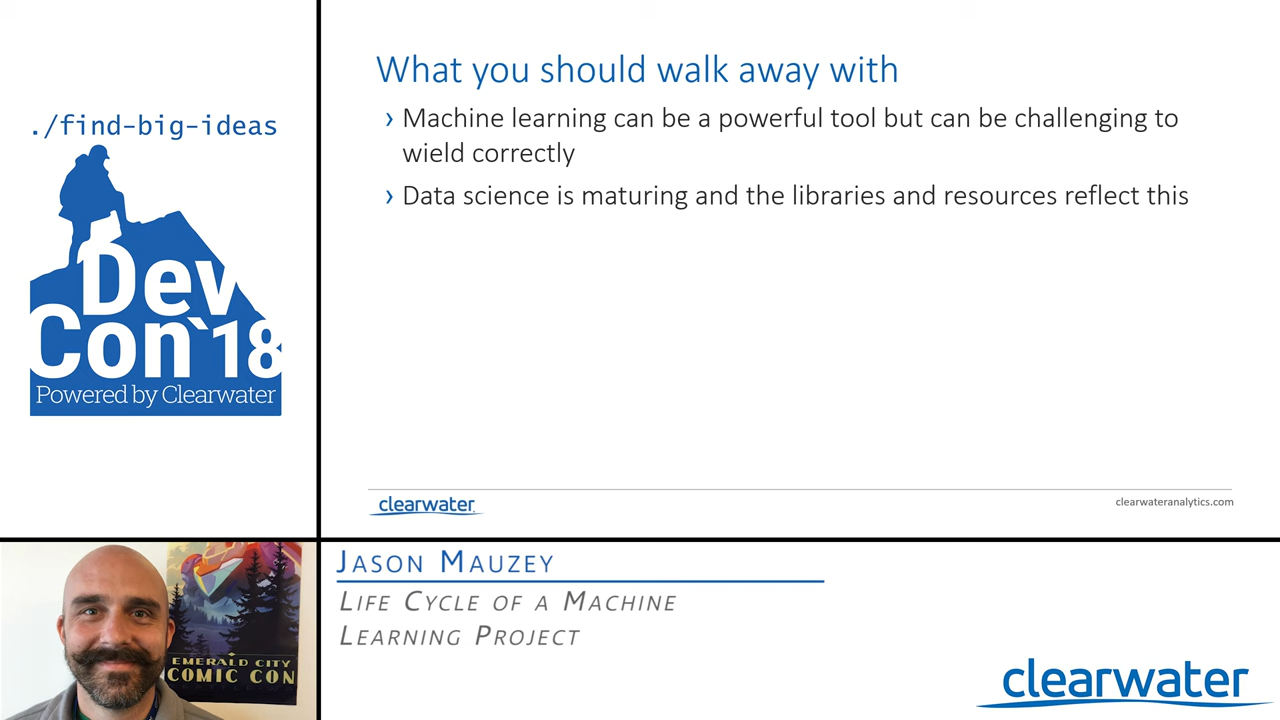 ./find-big-ideas
Dev
Con`18
Powered by Clearwater
What you should walk away with
› Machine learning can be a powerful tool but can be challenging to
wield correctly
› Data science is maturing and the libraries and resources reflect this
clearwater
clearwateranalytics.com
EMERALD CITY
COMIC CON
JASON MAUZEY
LIFE CYCLE OF A MACHINE
LEARNING PROJECT
clearwater